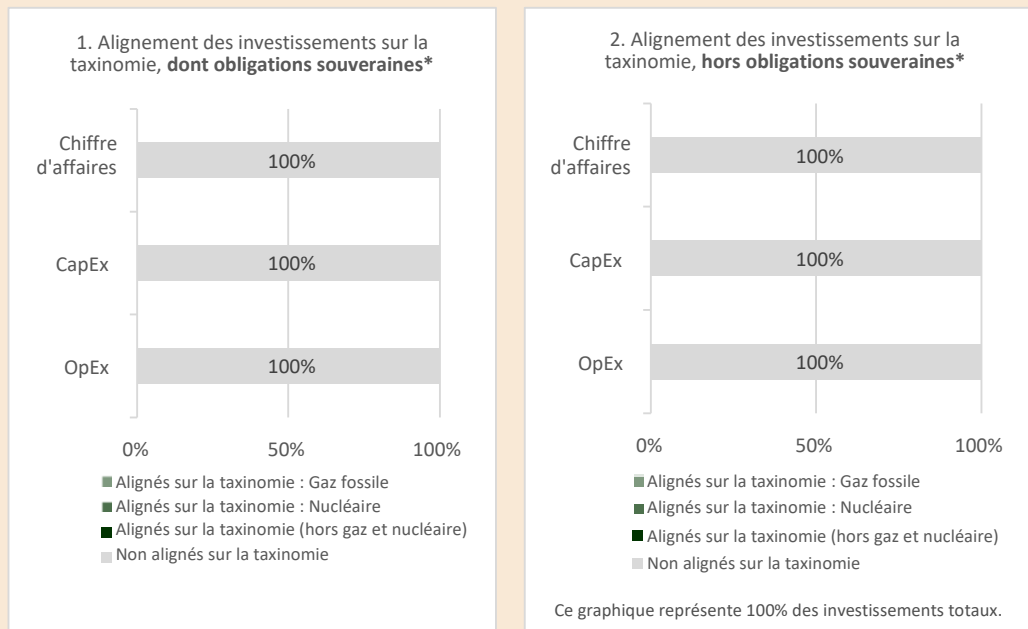 1. Alignement des investissements sur la
taxinomie, dont obligations souveraines*
Chiffre
d'affaires
100%
CapEx
100%
OpEx
100%
0%
50%
100%
Alignés sur la taxinomie : Gaz fossile
Alignés sur la taxinomie : Nucléaire
Alignés sur la taxinomie (hors gaz et nucléaire)
Non alignés sur la taxinomie
2. Alignement des investissements sur la
taxinomie, hors obligations souveraines*
Chiffre
d'affaires
100%
CapEx
100%
OpEx
100%
0%
50%
100%
Alignés sur la taxinomie : Gaz fossile
Alignés sur la taxinomie : Nucléaire
Alignés sur la taxinomie (hors gaz et nucléaire)
Non alignés sur la taxinomie
Ce graphique représente 100% des investissements totaux.